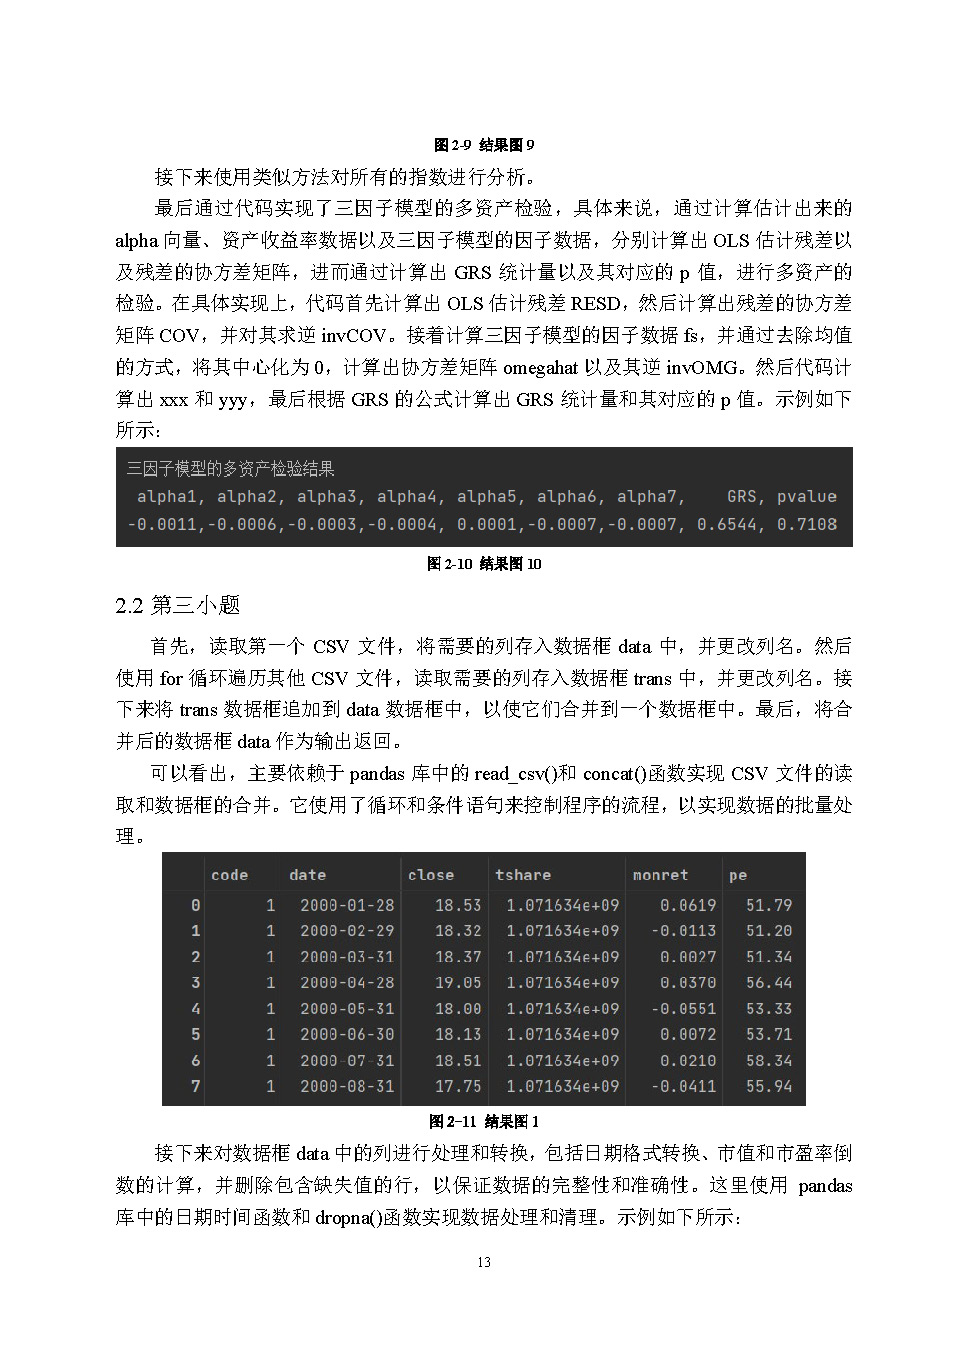 图 2-9 结果图 9
接下来使用类似方法对所有的指数进行分析。
最后通过代码实现了三因子模型的多资产检验，具体来说，通过计算估计出来的
alpha 向量、资产收益率数据以及三因子模型的因子数据，分别计算出 OLS 估计残差以
及残差的协方差矩阵，进而通过计算出 GRS 统计量以及其对应的 p 值，进行多资产的
检验。在具体实现上，代码首先计算出 OLS 估计残差 RESD，然后计算出残差的协方差
矩阵 COV，并对其求逆 invCOV。接着计算三因子模型的因子数据 fs，并通过去除均值
的方式，将其中心化为 0，计算出协方差矩阵 omegahat 以及其逆 invOMG。然后代码计
算出 xxx 和 yyy，最后根据 GRS 的公式计算出 GRS 统计量和其对应的 p 值。示例如下
所示：
三因子模型的多资产检验结果
alpha1, alpha2, alpha3, alpha4, alpha5, alpha6, alpha7, GRS, pvalue
-0.0011,-0.0006,-0.0003,-0.0004, 0.0001,-0.0007,-0.0007, 0.6544, 0.7108
图 2-10 结果图 10
2.2 第三小题
首先，读取第一个 CSV 文件，将需要的列存入数据框 data 中，并更改列名。然后
使用 for 循环遍历其他 CSV 文件，读取需要的列存入数据框 trans 中，并更改列名。接
下来将 trans 数据框追加到 data 数据框中，以使它们合并到一个数据框中。最后，将合
并后的数据框 data 作为输出返回。
可以看出，主要依赖于 pandas 库中的 read_csv()和 concat()函数实现 CSV 文件的读
取和数据框的合并。它使用了循环和条件语句来控制程序的流程，以实现数据的批量处
理。
code date close tshare monret pe
0 1 2000-01-28 18.53 1.071634e+09 0.0619 51.79
1 1 2000-02-29 18.32 1.071634e+09 -0.0113 51.20
2 1 2000-03-31 18.37 1.071634e+09 0.0027 51.34
3 1 2000-04-28 19.05 1.071634e+09 0.0370 56.44
4 1 2000-05-31 18.00 1.071634e+09 -0.0551 53.33
5 1 2000-06-30 18.13 1.071634e+09 0.0072 53.71
6 1 2000-07-31 18.51 1.071634e+09 0.0210 58.34
7 1 2000-08-31 17.75 1.071634e+09 -0.0411 55.94
图 2-11 结果图 1
接下来对数据框 data 中的列进行处理和转换，包括日期格式转换、市值和市盈率倒
数的计算，并删除包含缺失值的行，以保证数据的完整性和准确性。这里使用 pandas
库中的日期时间函数和 dropna()函数实现数据处理和清理。示例如下所示：
13